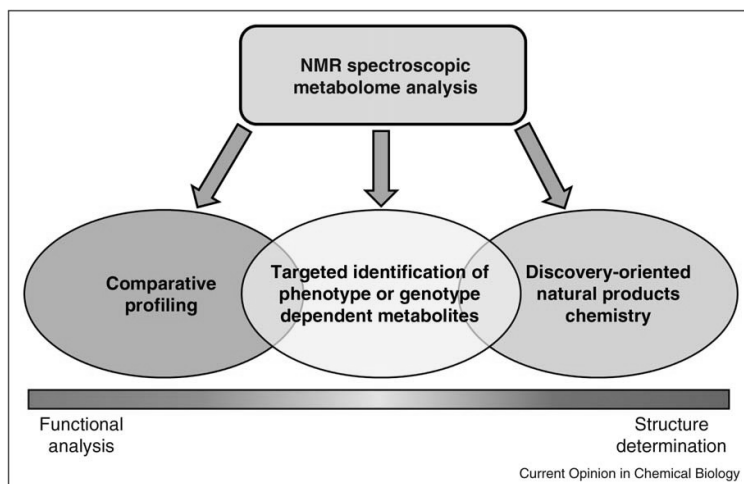 NMR spectroscopic
metabolome analysis
Comparative
profiling
Targeted identification of
phenotype or genotype
dependent metabolites
Discovery-oriented
natural products
chemistry
Functional
analysis
Structure
determination
Current Opinion in Chemical Biology